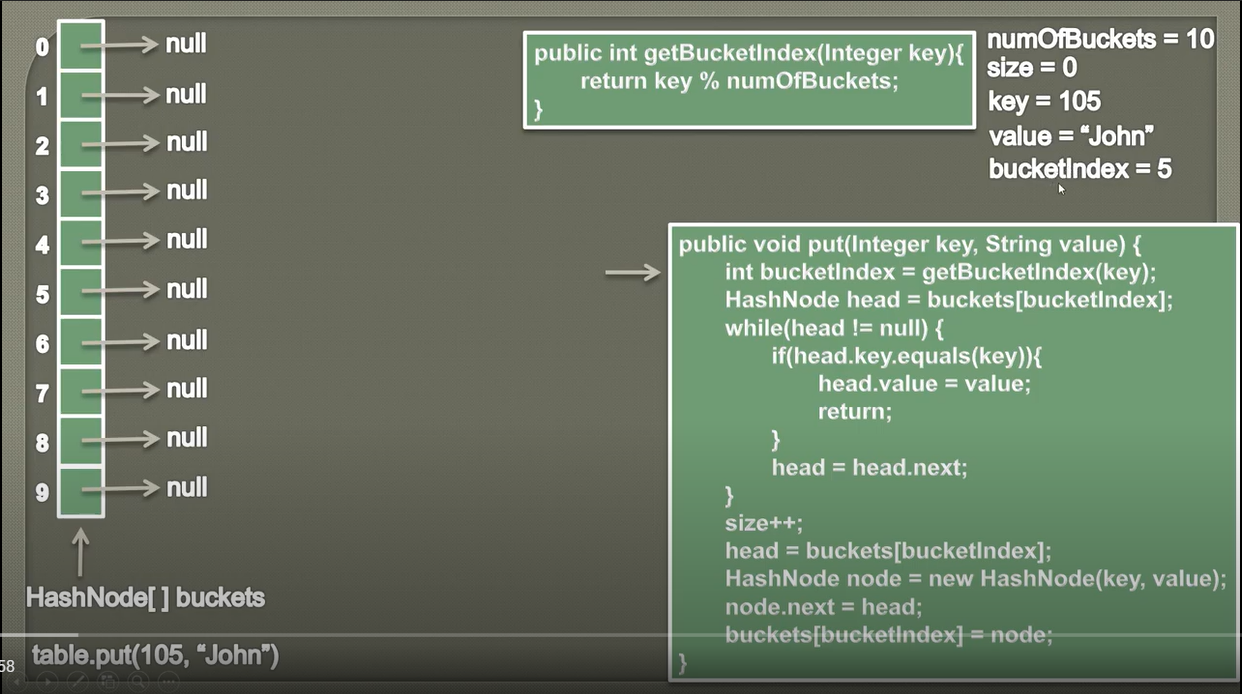 0 null
1 null
2 null
3 null
4 null
5 null
6 null
7 null
8 null
9 null
HashNode[ ] buckets
table.put(105, “John”)
58
public int getBucketIndex(Integer key){
return key % numOfBuckets;
}
numOfBuckets = 10
size = 0
key = 105
value = “John”
bucketIndex = 5
public void put(Integer key, String value) {
int bucketIndex = getBucketIndex(key);
HashNode head = buckets[bucketIndex];
while(head != null) {
if(head.key.equals(key)){
head.value = value;
return;
}
head = head.next;
}
size++;
head = buckets[bucketIndex];
HashNode node = new HashNode(key, value);
node.next = head;
buckets[bucketIndex] = node;
}